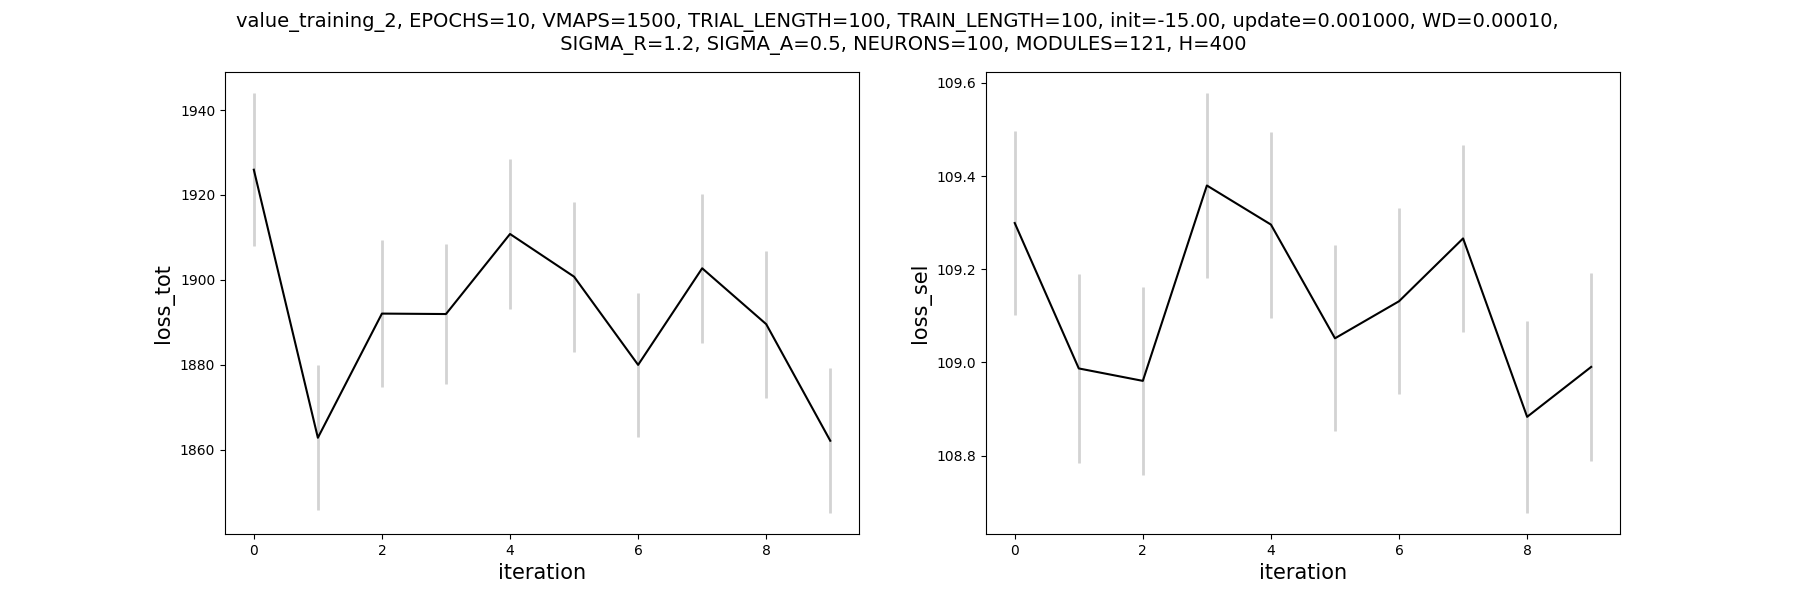 value_training_2, EPOCHS=10, VMAPS=1500, TRIAL_LENGTH=100, TRAIN_LENGTH=100, init=-15.00, update=0.001000, WD=0.00010,
SIGMA_R=1.2, SIGMA_A=0.5, NEURONS=100, MODULES=121, H=400
1940
1920
1900
1880
1860
loss_tot
0 2 4 6 8
iteration
109.6
109.4
109.2
109.0
108.8
loss_sel
0 2 4 6 8
iteration